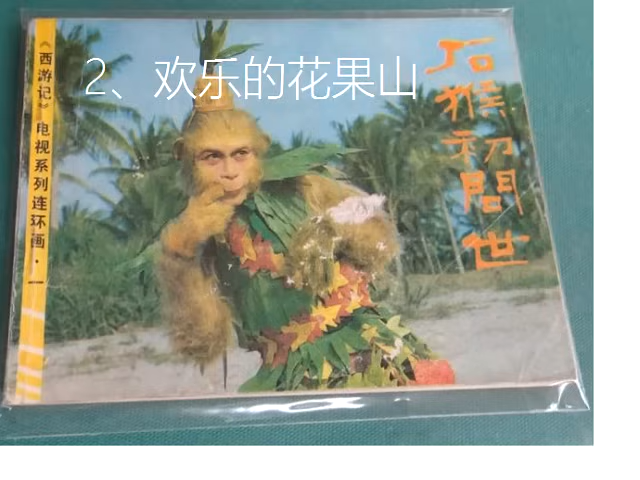 2、欢乐的花果山
《西游记》电视系列连环画·一
石猴初問世